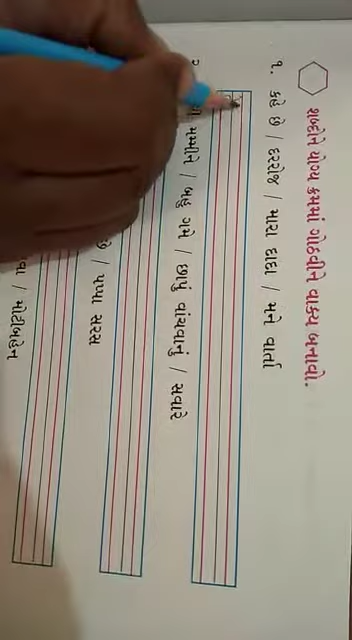 શબ્દોને યોગ્ય ક્રમમાં ગોઠવીને વાક્ય બનાવો.
૧. કહે છે / દરરોજ / મારા દાદા / મને વાર્તા
મમ્મીને / બહુ ગમે / છાપું વાંચવાનું / સવારે
છે / પપ્પા સરસ
/ મોટીબહેન